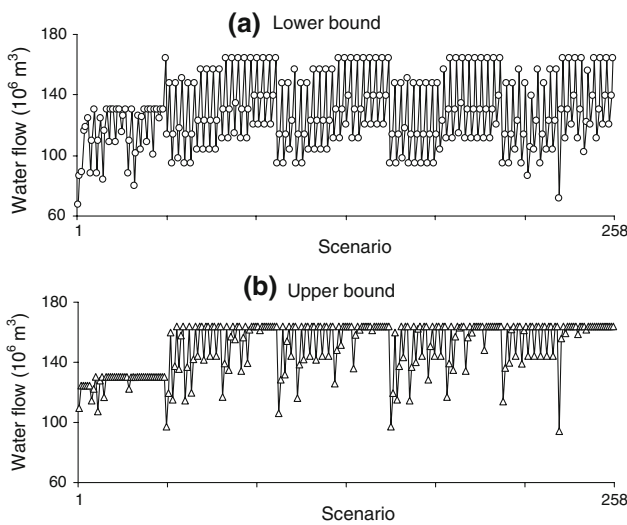 (a) Lower bound
180
140
100
60
Water flow (10⁶ m³)
1
258
Scenario
(b) Upper bound
180
140
100
60
Water flow (10⁶ m³)
1
258
Scenario